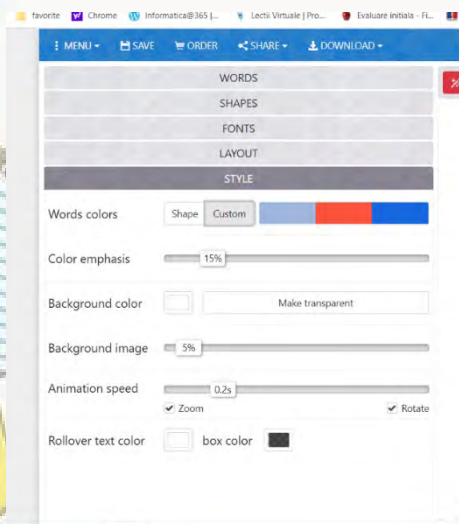 favorite Chrome Informatica@365 |... Lectii Virtuale | Pro... Evaluare initiala - Fi...
MENU SAVE ORDER SHARE DOWNLOAD
WORDS
SHAPES
FONTS
LAYOUT
STYLE
Words colors Shape Custom
Color emphasis 15%
Background color Make transparent
Background image 5%
Animation speed 0.2s
Zoom Rotate
Rollover text color box color